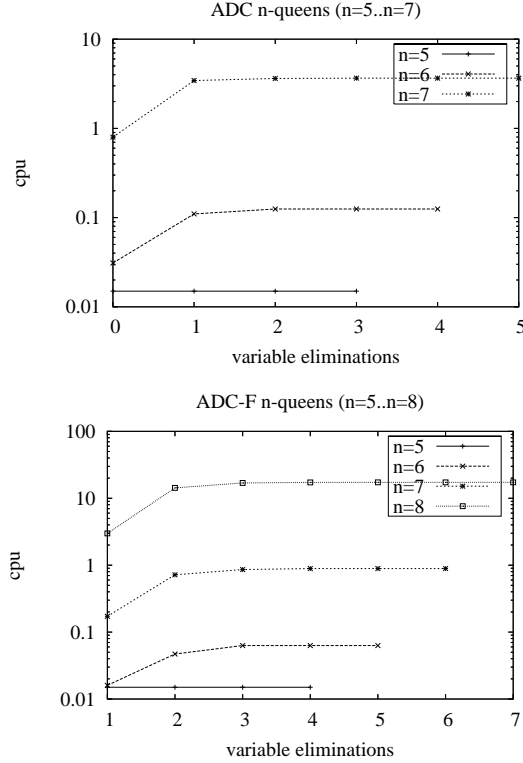 ADC n-queens (n=5..n=7)
10
1
0.1
0.01
cpu
n=5
n=6
n=7
0 1 2 3 4 5
variable eliminations
ADC-F n-queens (n=5..n=8)
100
10
1
0.1
0.01
cpu
n=5
n=6
n=7
n=8
1 2 3 4 5 6 7
variable eliminations